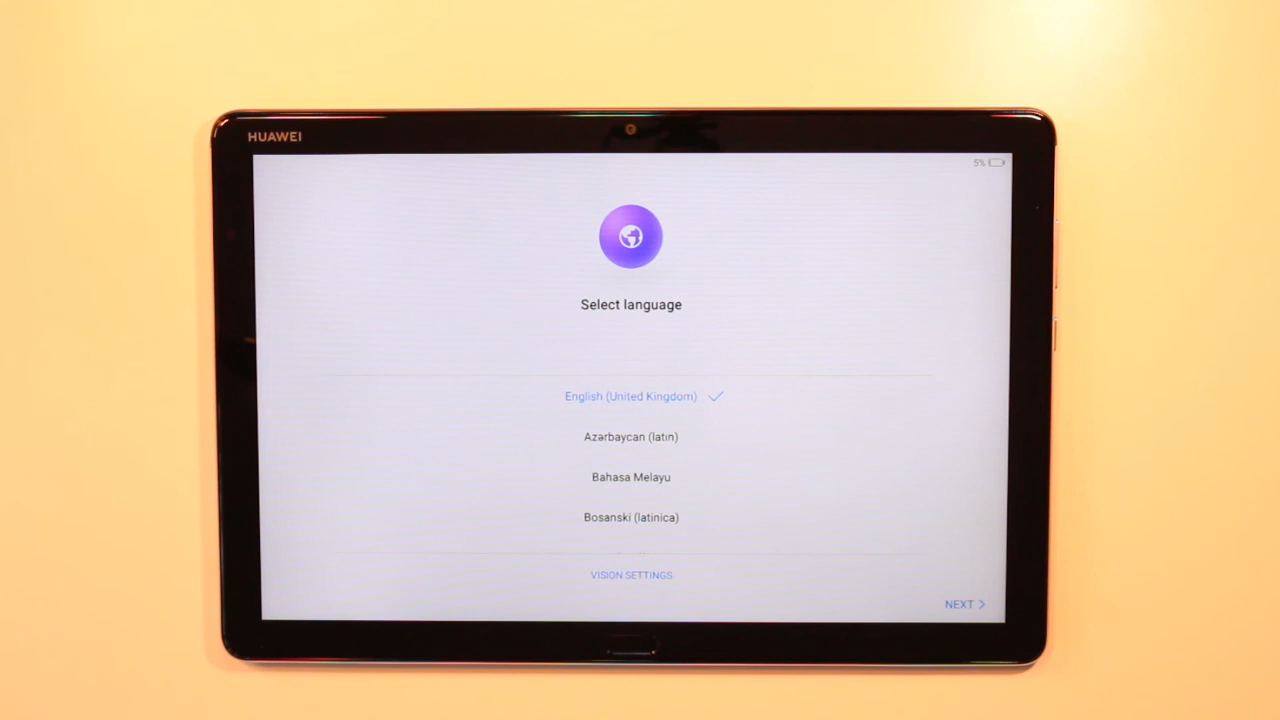 HUAWEI
5%
Select language
English (United Kingdom)
Azərbaycan (latın)
Bahasa Melayu
Bosanski (latinica)
VISION SETTINGS
NEXT